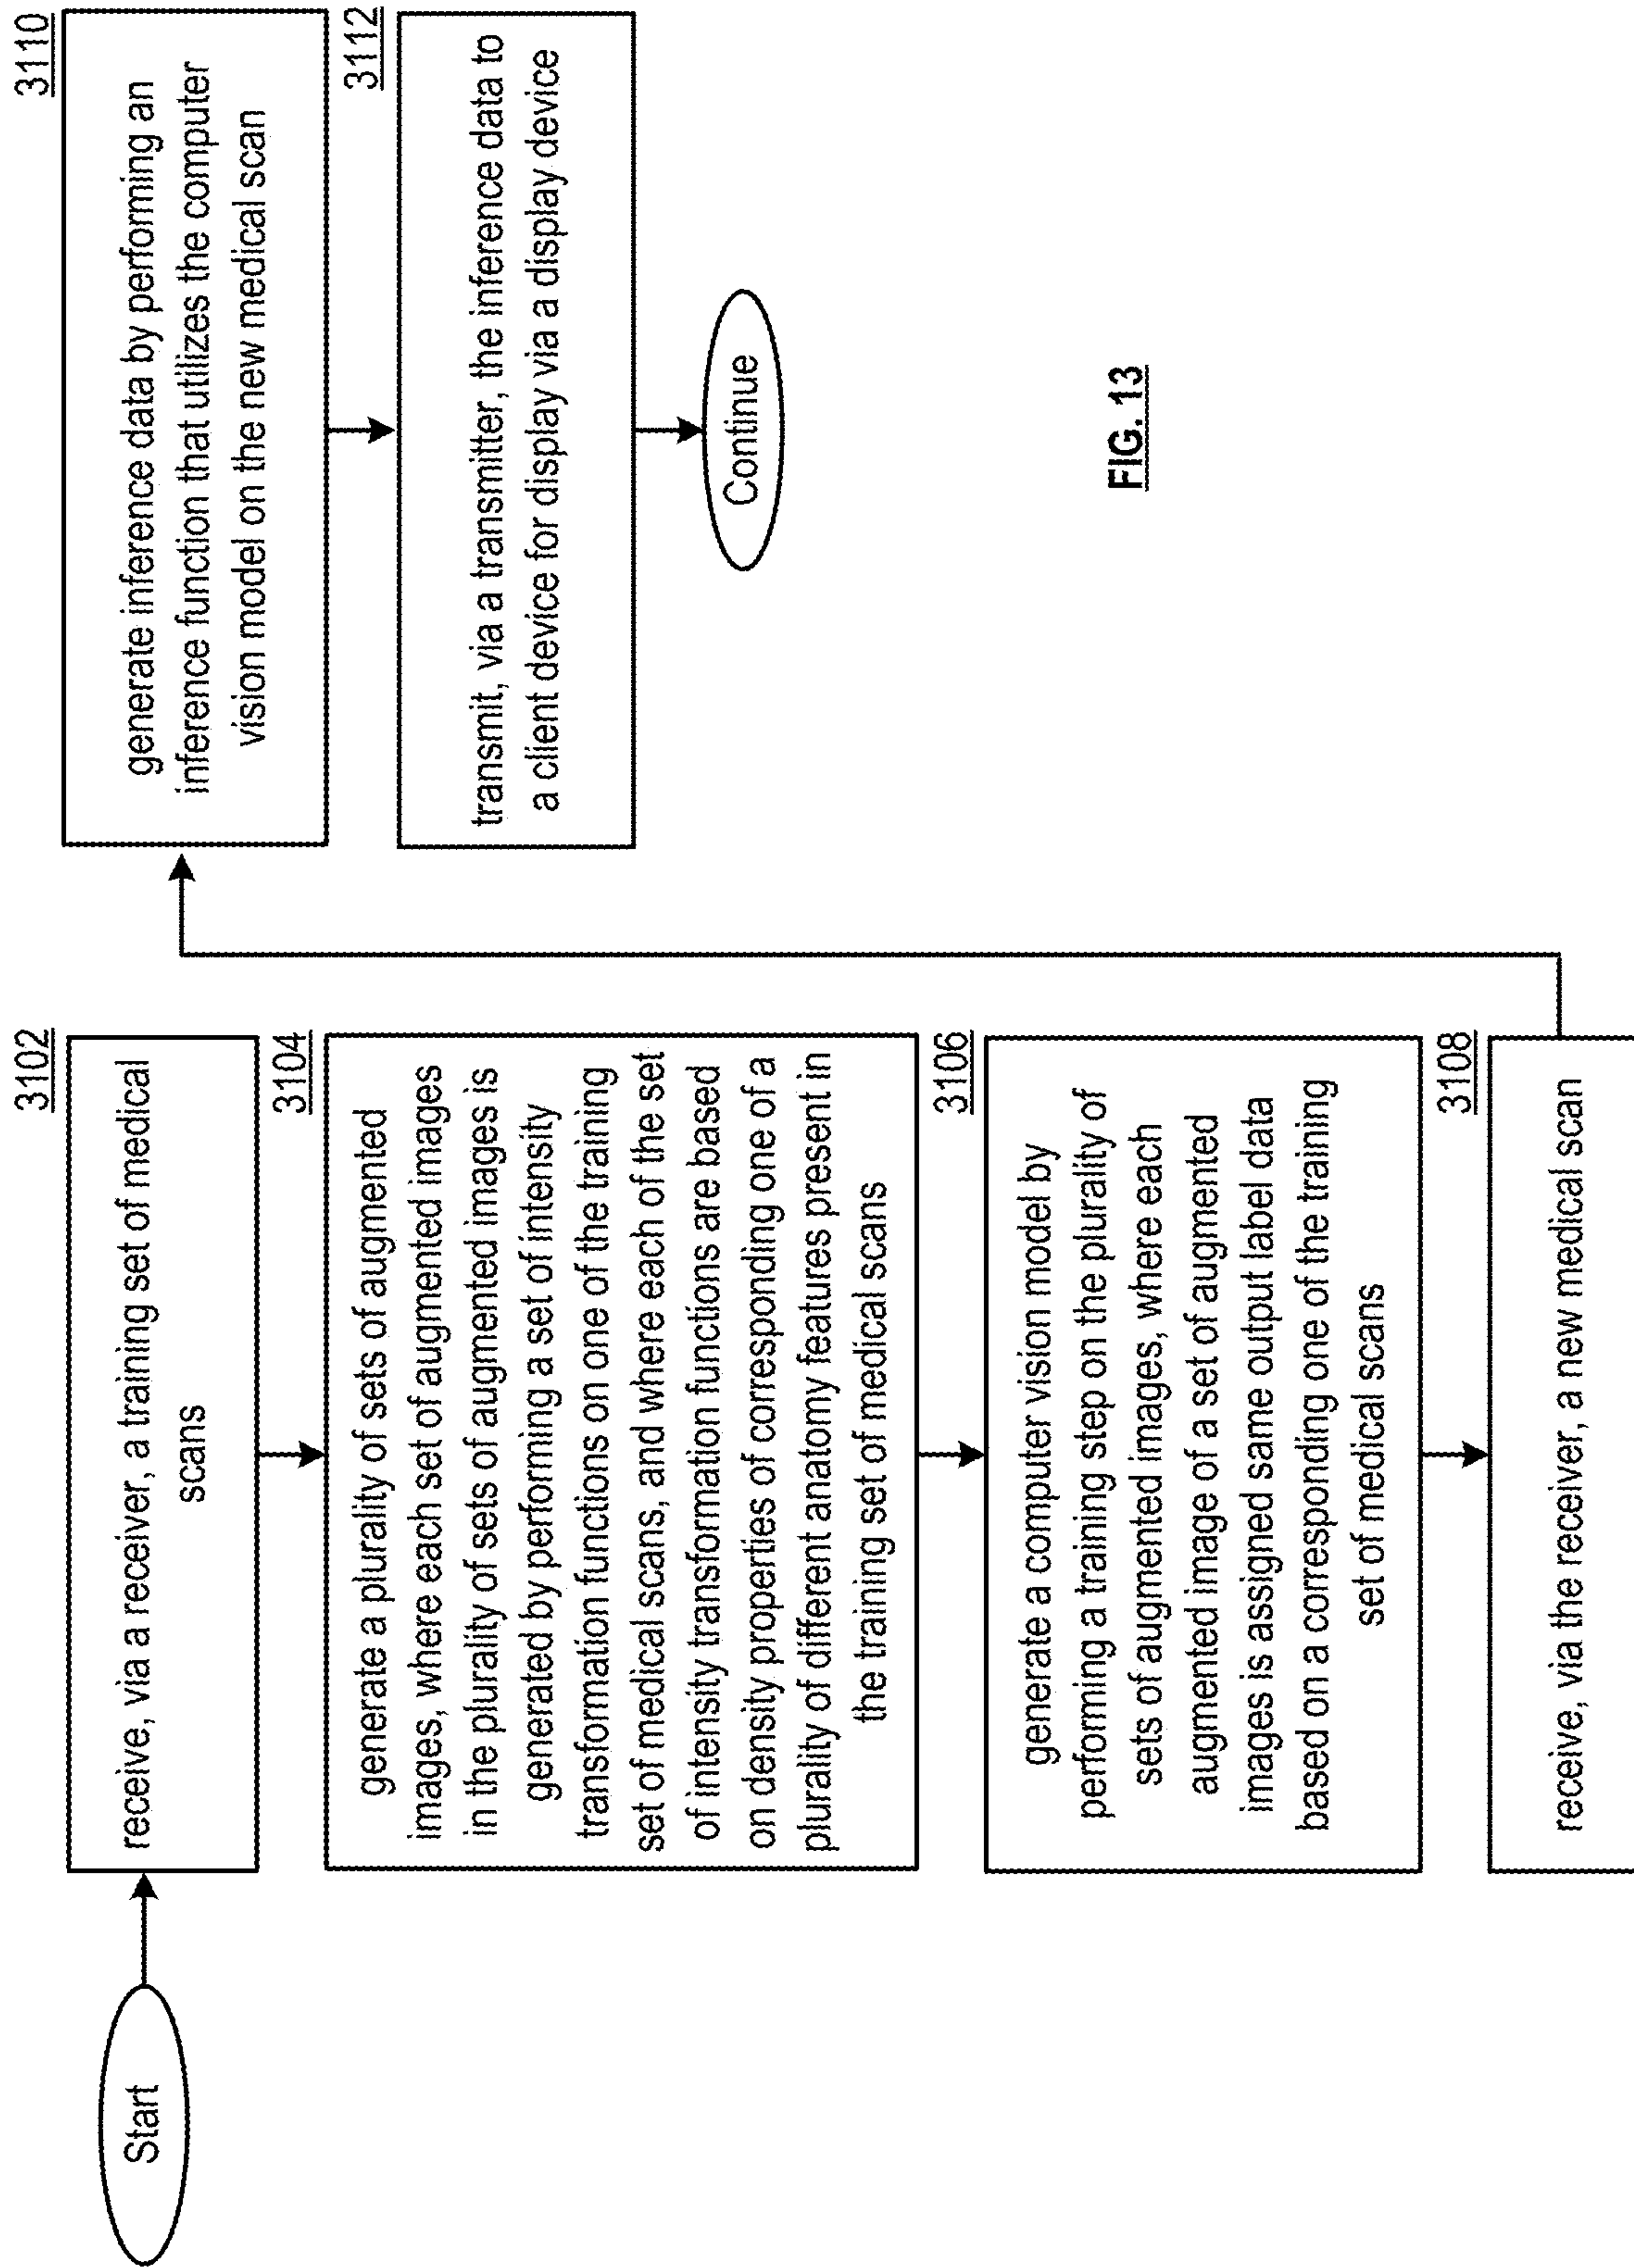 Start
3102
receive, via a receiver, a training set of medical
scans
3104
generate a plurality of sets of augmented
images, where each set of augmented images
in the plurality of sets of augmented images is
generated by performing a set of intensity
transformation functions on one of the training
set of medical scans, and where each of the set
of intensity transformation functions are based
on density properties of corresponding one of a
plurality of different anatomy features present in
the training set of medical scans
3106
generate a computer vision model by
performing a training step on the plurality of
sets of augmented images, where each
augmented image of a set of augmented
images is assigned same output label data
based on a corresponding one of the training
set of medical scans
3108
receive, via the receiver, a new medical scan
3110
generate inference data by performing an
inference function that utilizes the computer
vision model on the new medical scan
3112
transmit, via a transmitter, the inference data to
a client device for display via a display device
Continue
FIG. 13